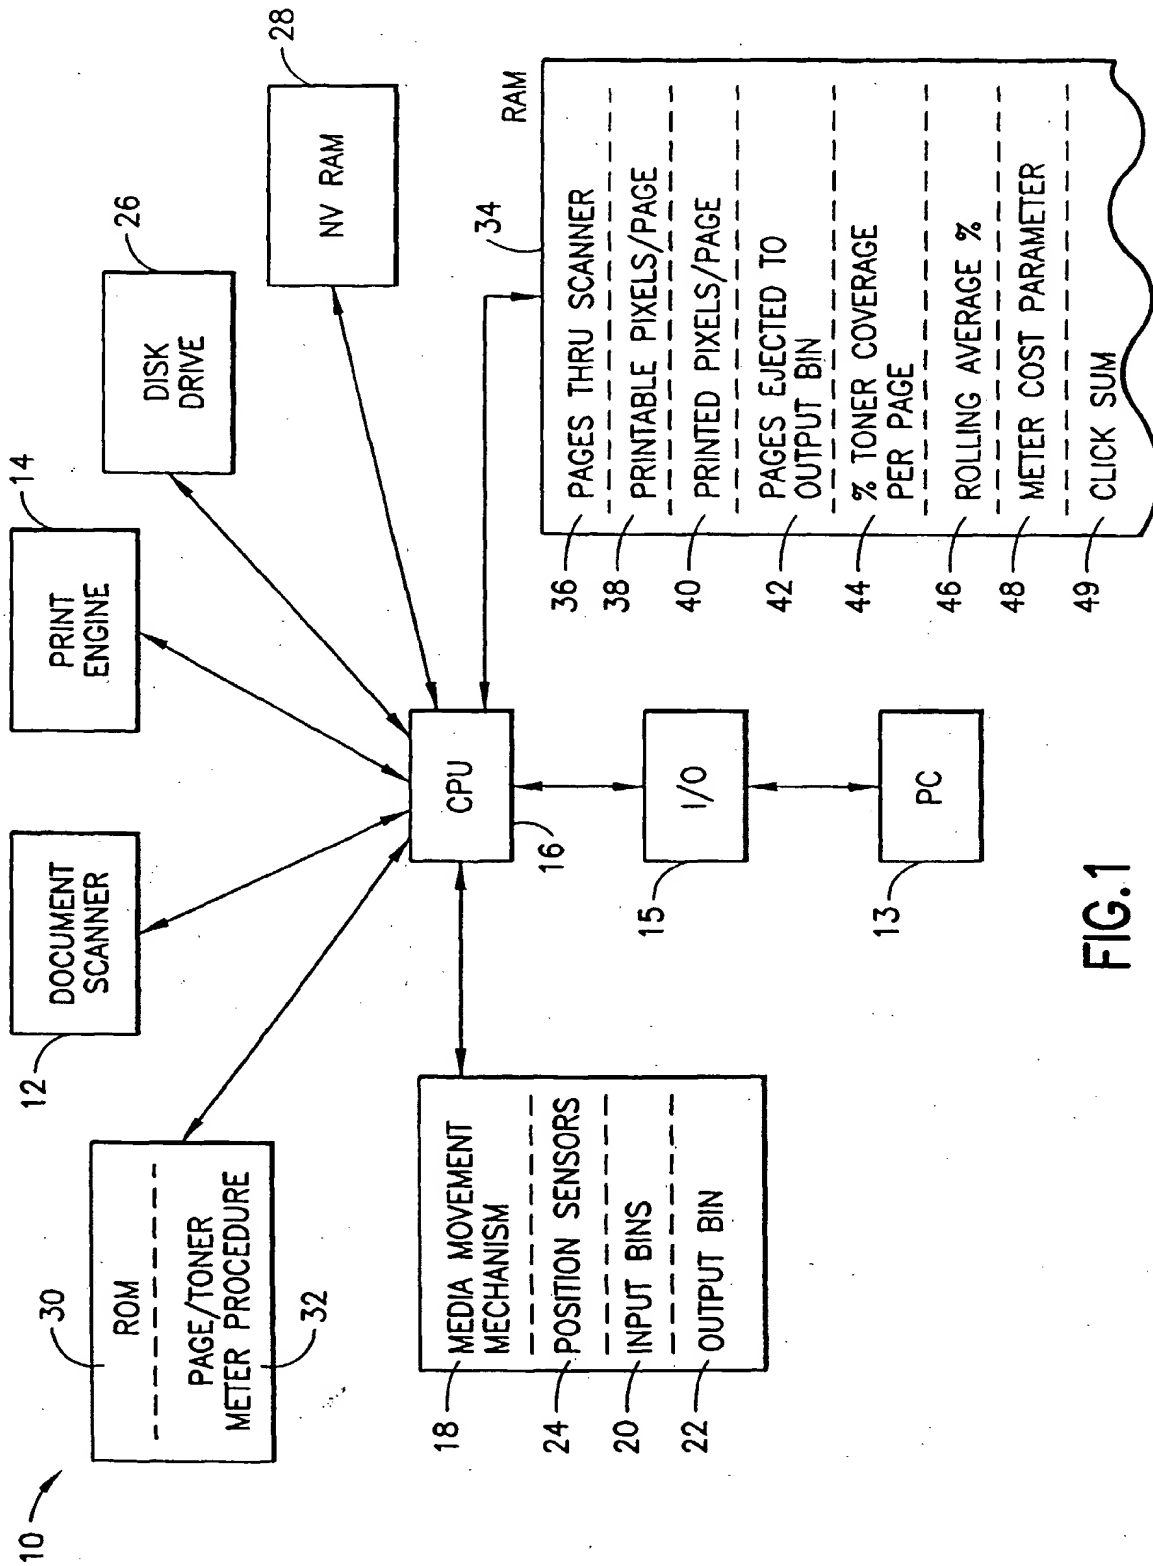 10
30
ROM
PAGE/TONER
METER PROCEDURE
32
12
DOCUMENT
SCANNER
PRINT
ENGINE
14
DISK
DRIVE
26
NV RAM
28
18
MEDIA MOVEMENT
MECHANISM
24
POSITION SENSORS
20
INPUT BINS
22
OUTPUT BIN
CPU
16
I/O
15
PC
13
34
RAM
36
PAGES THRU SCANNER
38
PRINTABLE PIXELS/PAGE
40
PRINTED PIXELS/PAGE
42
PAGES EJECTED TO
OUTPUT BIN
44
% TONER COVERAGE
PER PAGE
46
ROLLING AVERAGE %
48
METER COST PARAMETER
49
CLICK SUM
FIG.1